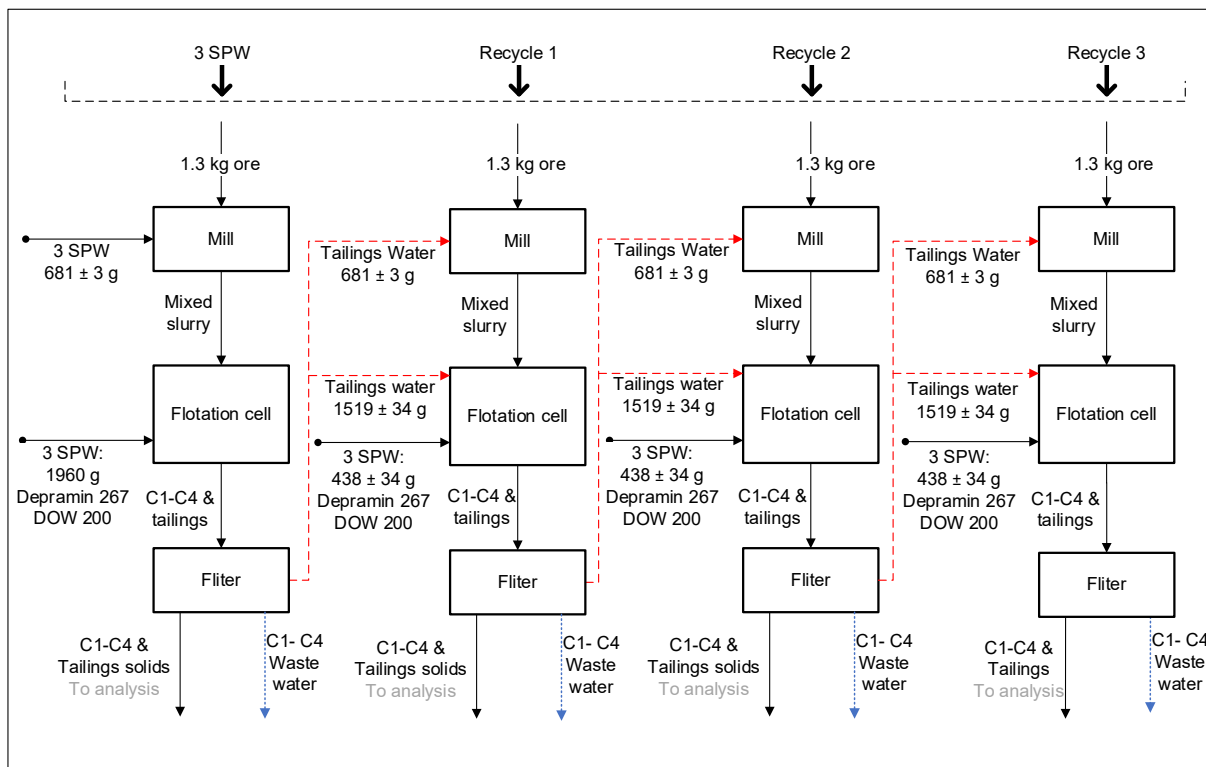 3 SPW
Recycle 1
Recycle 2
Recycle 3
1.3 kg ore
1.3 kg ore
1.3 kg ore
1.3 kg ore
Mill
Mill
Mill
Mill
3 SPW
681 ± 3 g
Tailings Water
681 ± 3 g
Tailings Water
681 ± 3 g
Tailings Water
681 ± 3 g
Mixed
slurry
Mixed
slurry
Mixed
slurry
Mixed
slurry
Tailings water
1519 ± 34 g
Tailings water
1519 ± 34 g
Tailings water
1519 ± 34 g
Flotation cell
Flotation cell
Flotation cell
Flotation cell
3 SPW:
1960 g
Depramin 267
DOW 200
3 SPW:
438 ± 34 g
Depramin 267
DOW 200
3 SPW:
438 ± 34 g
Depramin 267
DOW 200
3 SPW:
438 ± 34 g
Depramin 267
DOW 200
C1-C4 &
tailings
C1-C4 &
tailings
C1-C4 &
tailings
C1-C4 &
tailings
Fliter
Fliter
Fliter
Fliter
C1-C4 &
Tailings solids
To analysis
C1- C4
Waste
water
C1-C4 &
Tailings solids
To analysis
C1- C4
Waste
water
C1-C4 &
Tailings solids
To analysis
C1- C4
Waste
water
C1-C4 &
Tailings
To analysis
C1- C4
Waste
water